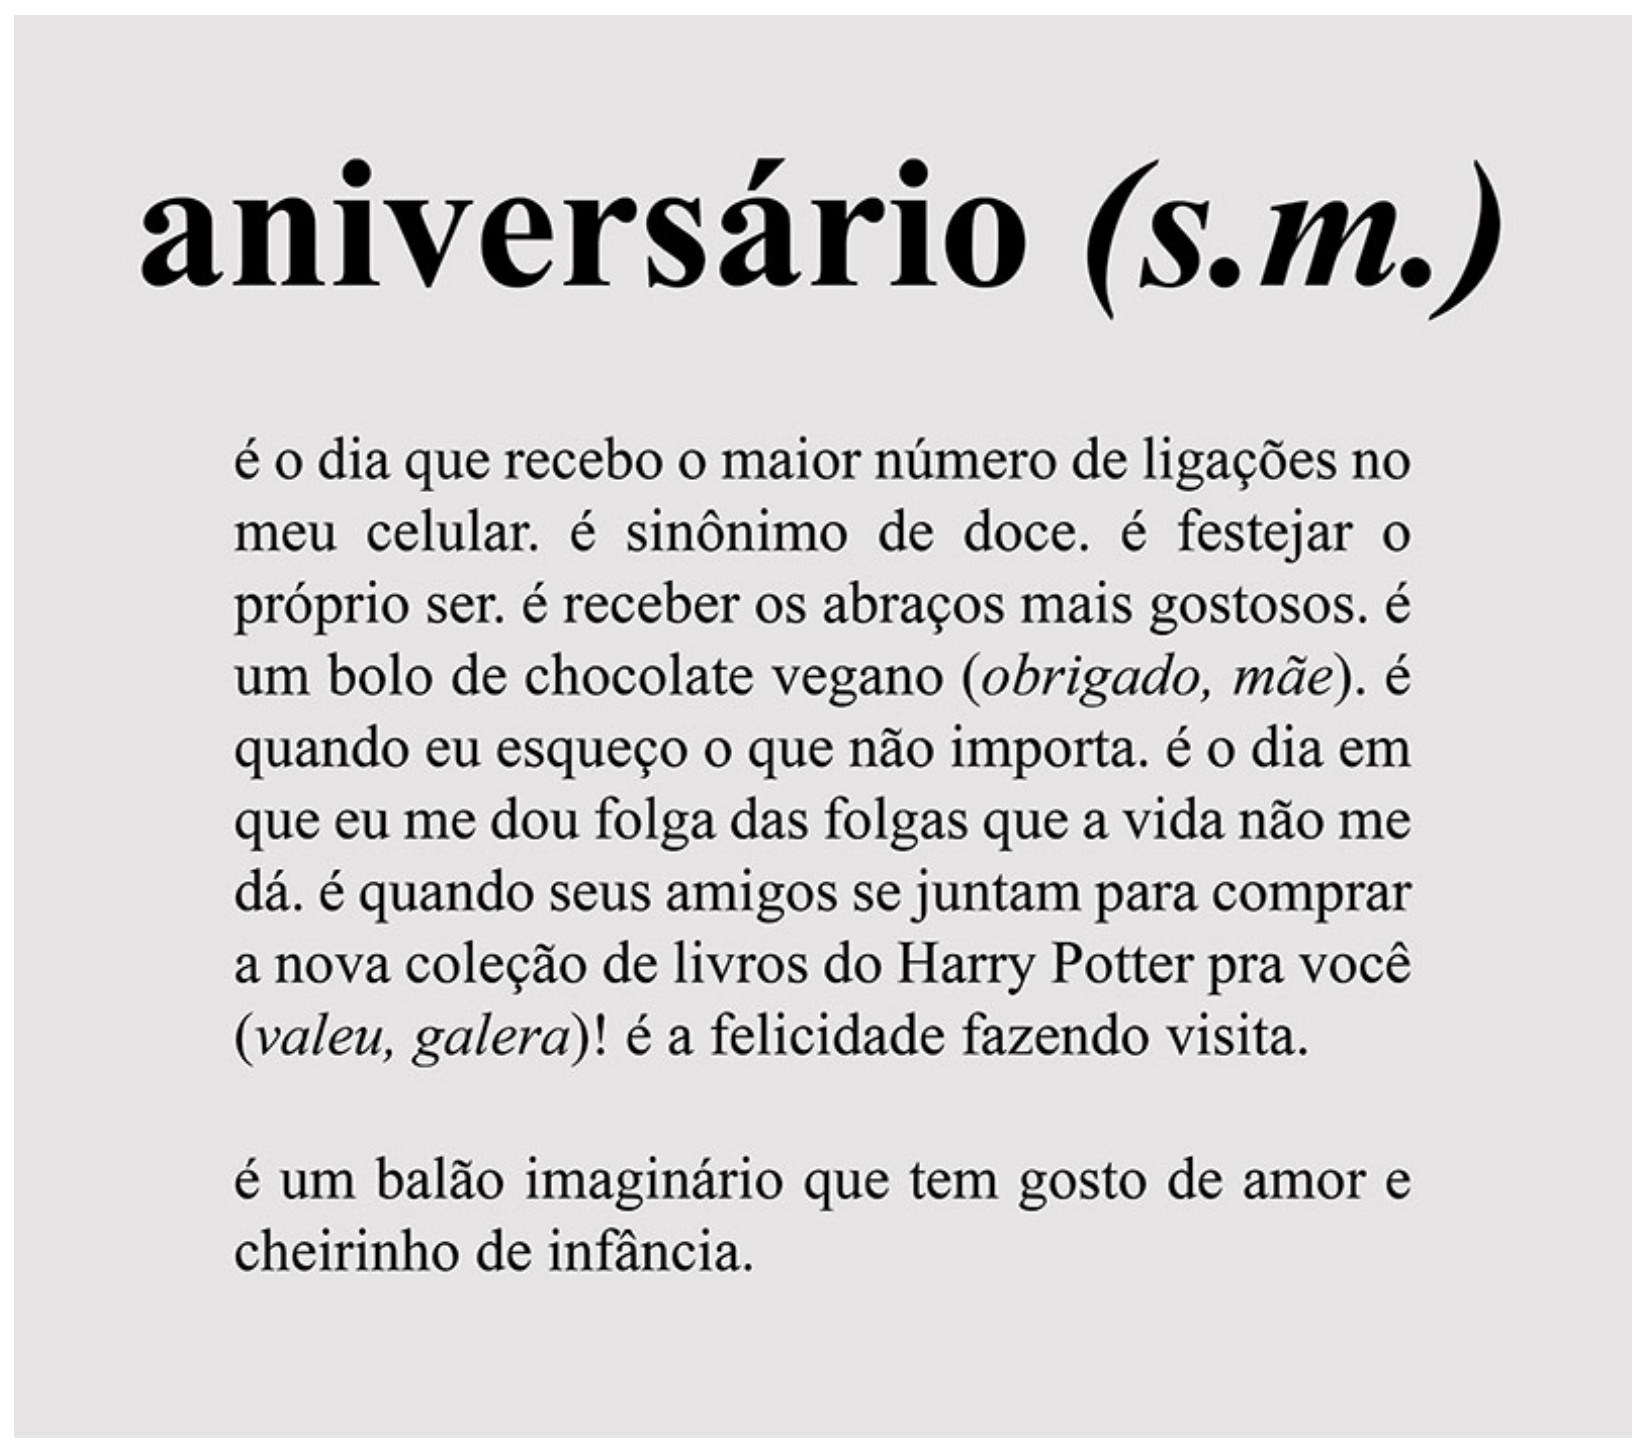 aniversário (s.m.)
é o dia que recebo o maior número de ligações no
meu celular. é sinônimo de doce. é festejar o
próprio ser. é receber os abraços mais gostosos. é
um bolo de chocolate vegano (obrigado, mãe). é
quando eu esqueço o que não importa. é o dia em
que eu me dou folga das folgas que a vida não me
dá. é quando seus amigos se juntam para comprar
a nova coleção de livros do Harry Potter pra você
(valeu, galera)! é a felicidade fazendo visita.
é um balão imaginário que tem gosto de amor e
cheirinho de infância.